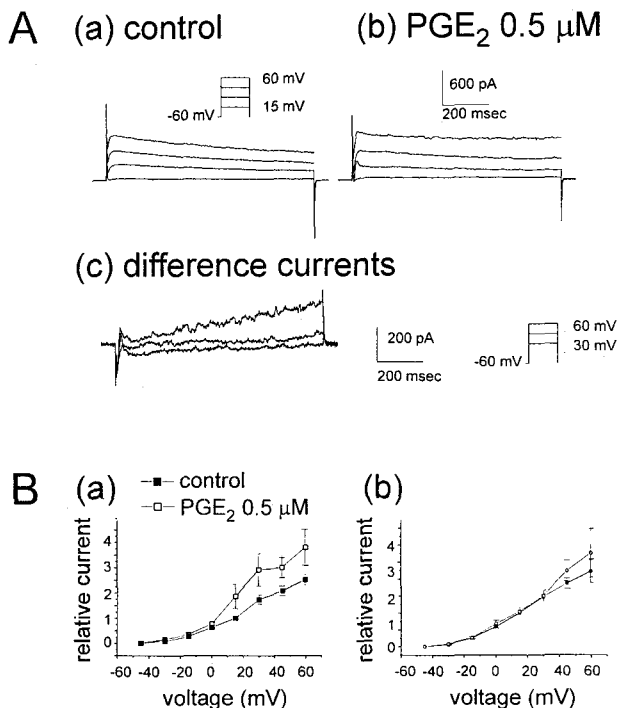 A (a) control (b) PGE₂ 0.5 µM
60 mV
15 mV
-60 mV
600 pA
200 msec
(c) difference currents
200 pA
200 msec
60 mV
30 mV
-60 mV
B (a) control
PGE₂ 0.5 µM
(b)
relative current
4
3
2
1
0
-60 -40 -20 0 20 40 60
voltage (mV)
relative current
4
3
2
1
0
-60 -40 -20 0 20 40 60
voltage (mV)